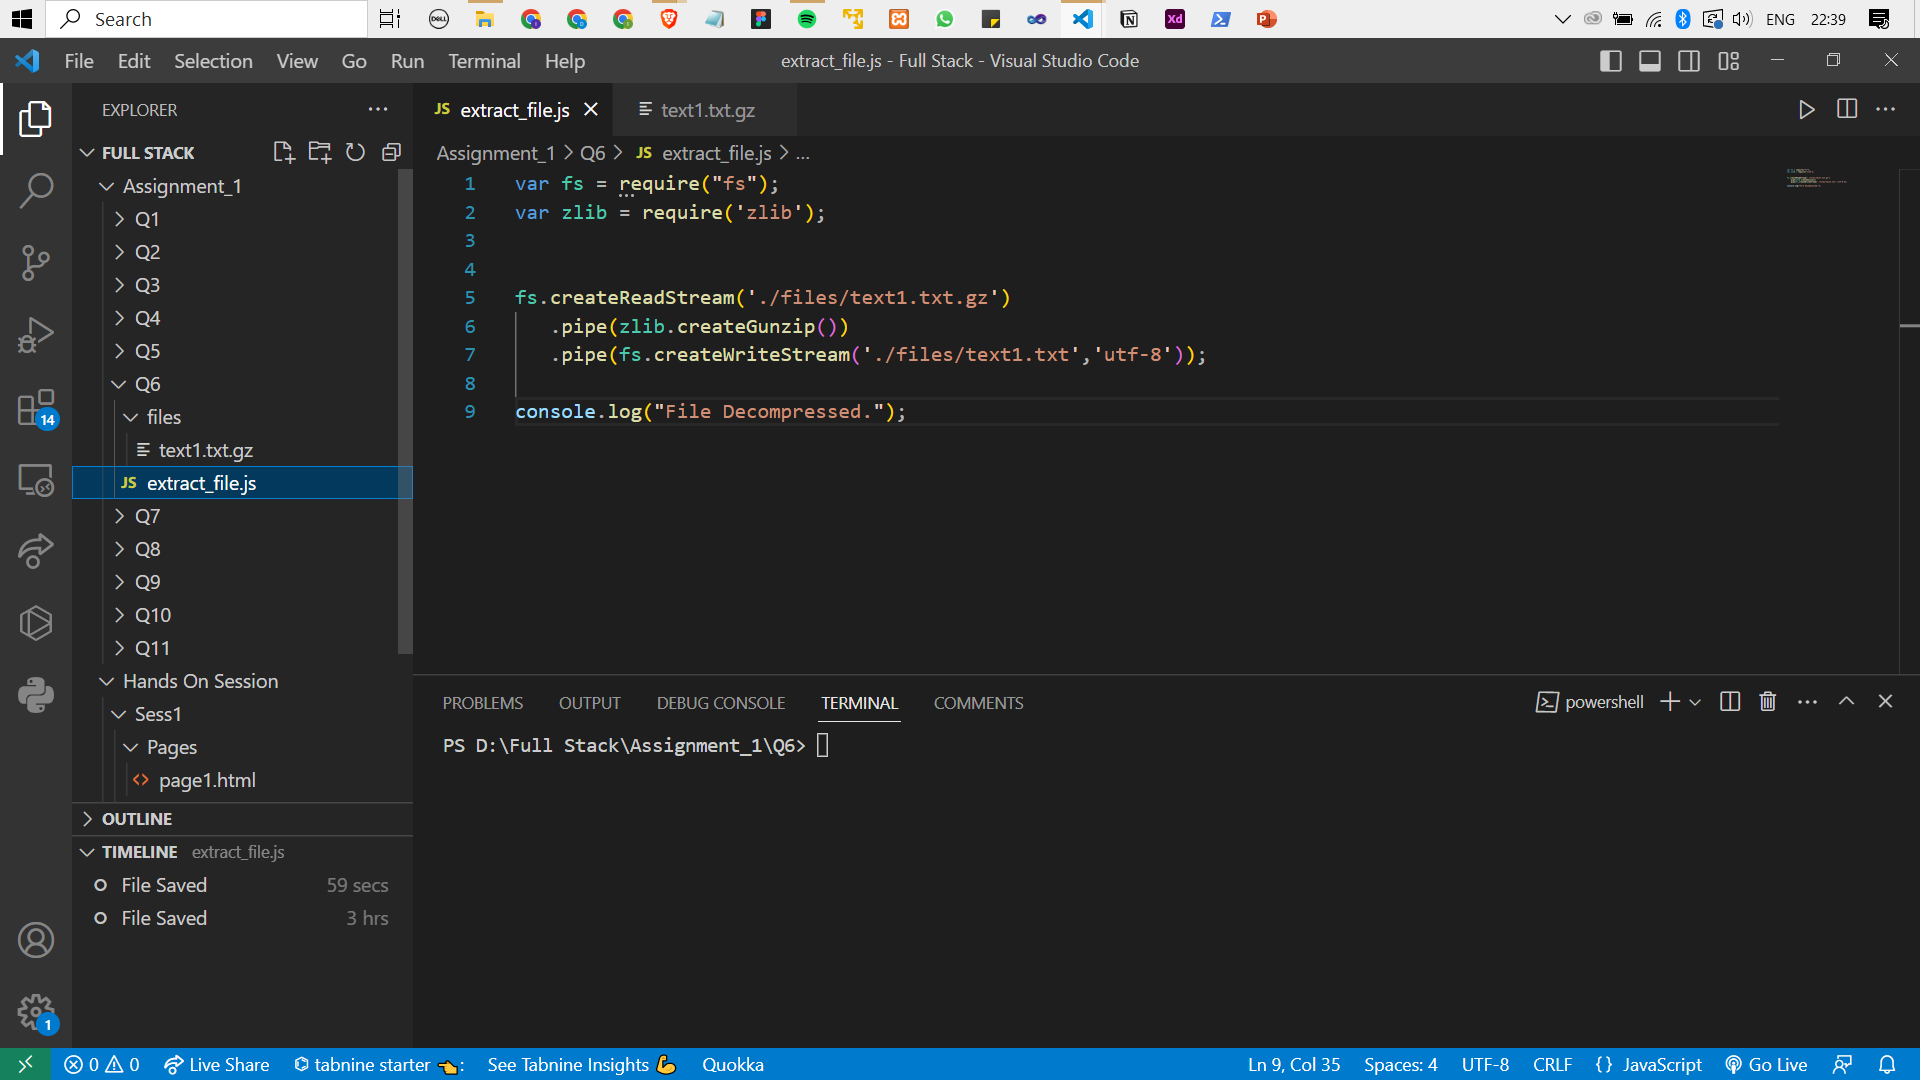 Search
DELL
Xd
ENG
22:39
File Edit Selection View Go Run Terminal Help
extract_file.js - Full Stack - Visual Studio Code
EXPLORER
FULL STACK
Assignment_1
Q1
Q2
Q3
Q4
Q5
Q6
files
text1.txt.gz
JS extract_file.js
Q7
Q8
Q9
Q10
Q11
Hands On Session
Sess1
Pages
page1.html
OUTLINE
TIMELINE extract_file.js
File Saved 59 secs
File Saved 3 hrs
14
1
JS extract_file.js
text1.txt.gz
Assignment_1 > Q6 > JS extract_file.js > ...
1 var fs = require("fs");
2 var zlib = require('zlib');
3
4
5 fs.createReadStream('./files/text1.txt.gz')
6 .pipe(zlib.createGunzip())
7 .pipe(fs.createWriteStream('./files/text1.txt','utf-8'));
8
9 console.log("File Decompressed.");
PROBLEMS OUTPUT DEBUG CONSOLE TERMINAL COMMENTS
powershell
PS D:\Full Stack\Assignment_1\Q6>
0 0 Live Share tabnine starter : See Tabnine Insights Quokka
Ln 9, Col 35 Spaces: 4 UTF-8 CRLF {} JavaScript Go Live